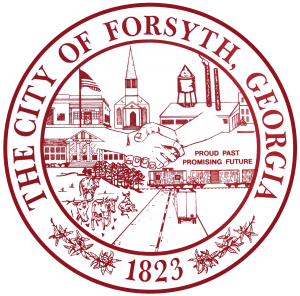 THE CITY OF FORSYTH, GEORGIA
PROUD PAST
PROMISING FUTURE
1823